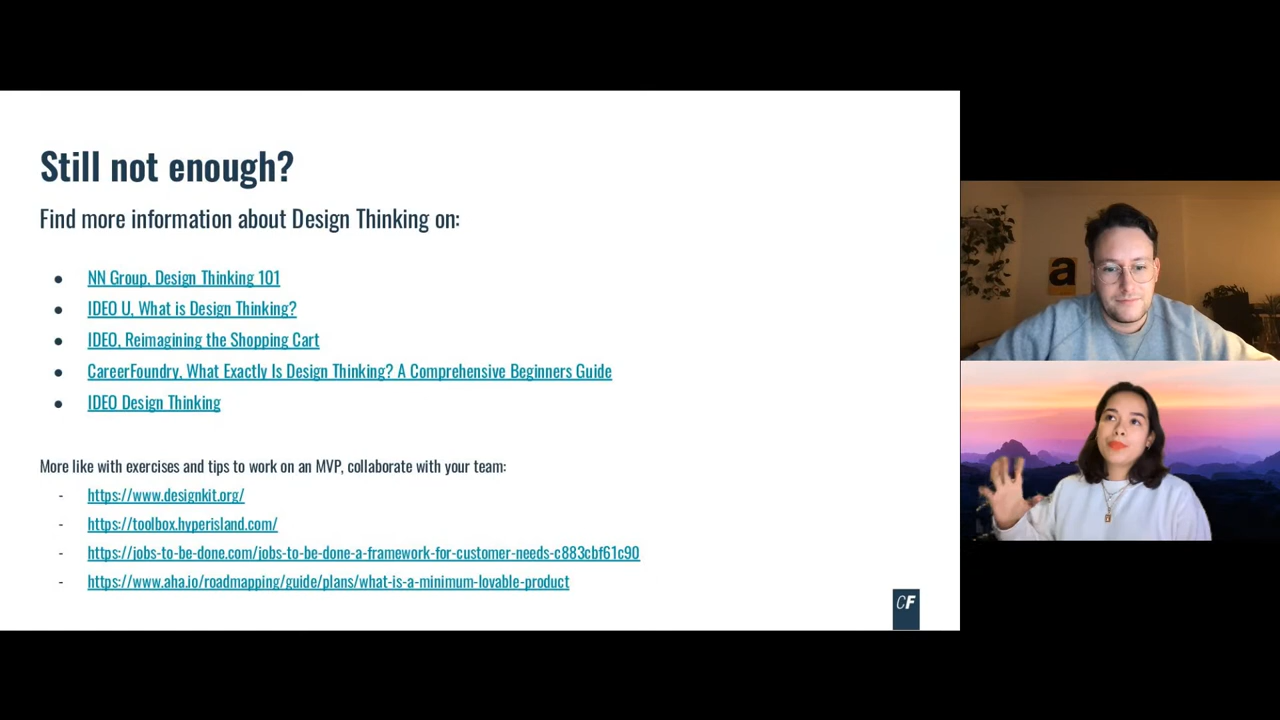 Still not enough?
Find more information about Design Thinking on:
● NN Group, Design Thinking 101
● IDEO U, What is Design Thinking?
● IDEO, Reimagining the Shopping Cart
● CareerFoundry, What Exactly Is Design Thinking? A Comprehensive Beginners Guide
● IDEO Design Thinking
More like with exercises and tips to work on an MVP, collaborate with your team:
- https://www.designkit.org/
- https://toolbox.hyperisland.com/
- https://jobs-to-be-done.com/jobs-to-be-done-a-framework-for-customer-needs-c883cbf61c90
- https://www.aha.io/roadmapping/guide/plans/what-is-a-minimum-lovable-product
CF
a